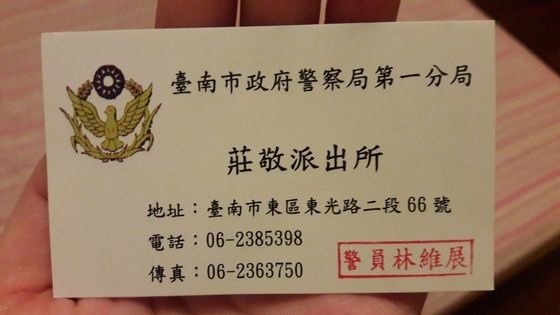 臺南市政府警察局第一分局
莊敬派出所
地址：臺南市東區東光路二段66號
電話：06-2385398
傳真：06-2363750
警員林維展